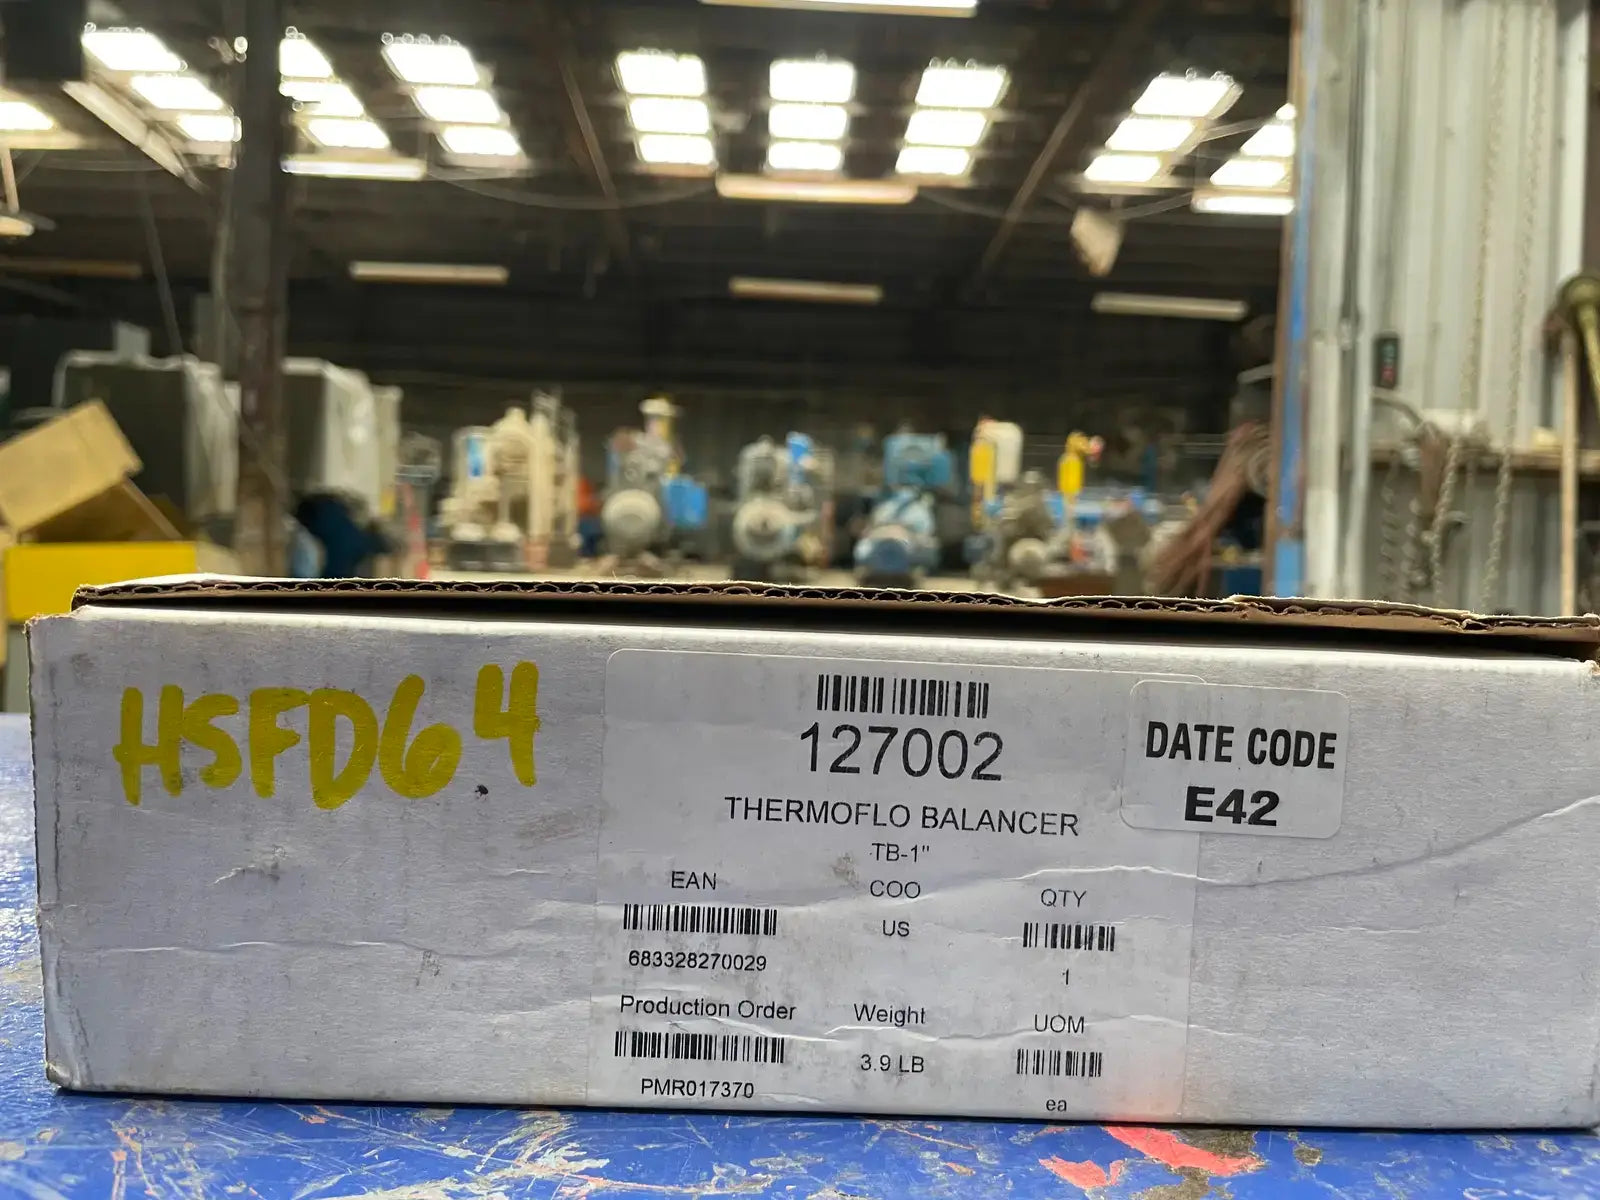 HSFD64
127002
THERMOFLO BALANCER
TB-1"
DATE CODE
E42
EAN
683328270029
COO
US
QTY
1
Production Order
PMR017370
Weight
3.9 LB
UOM
ea